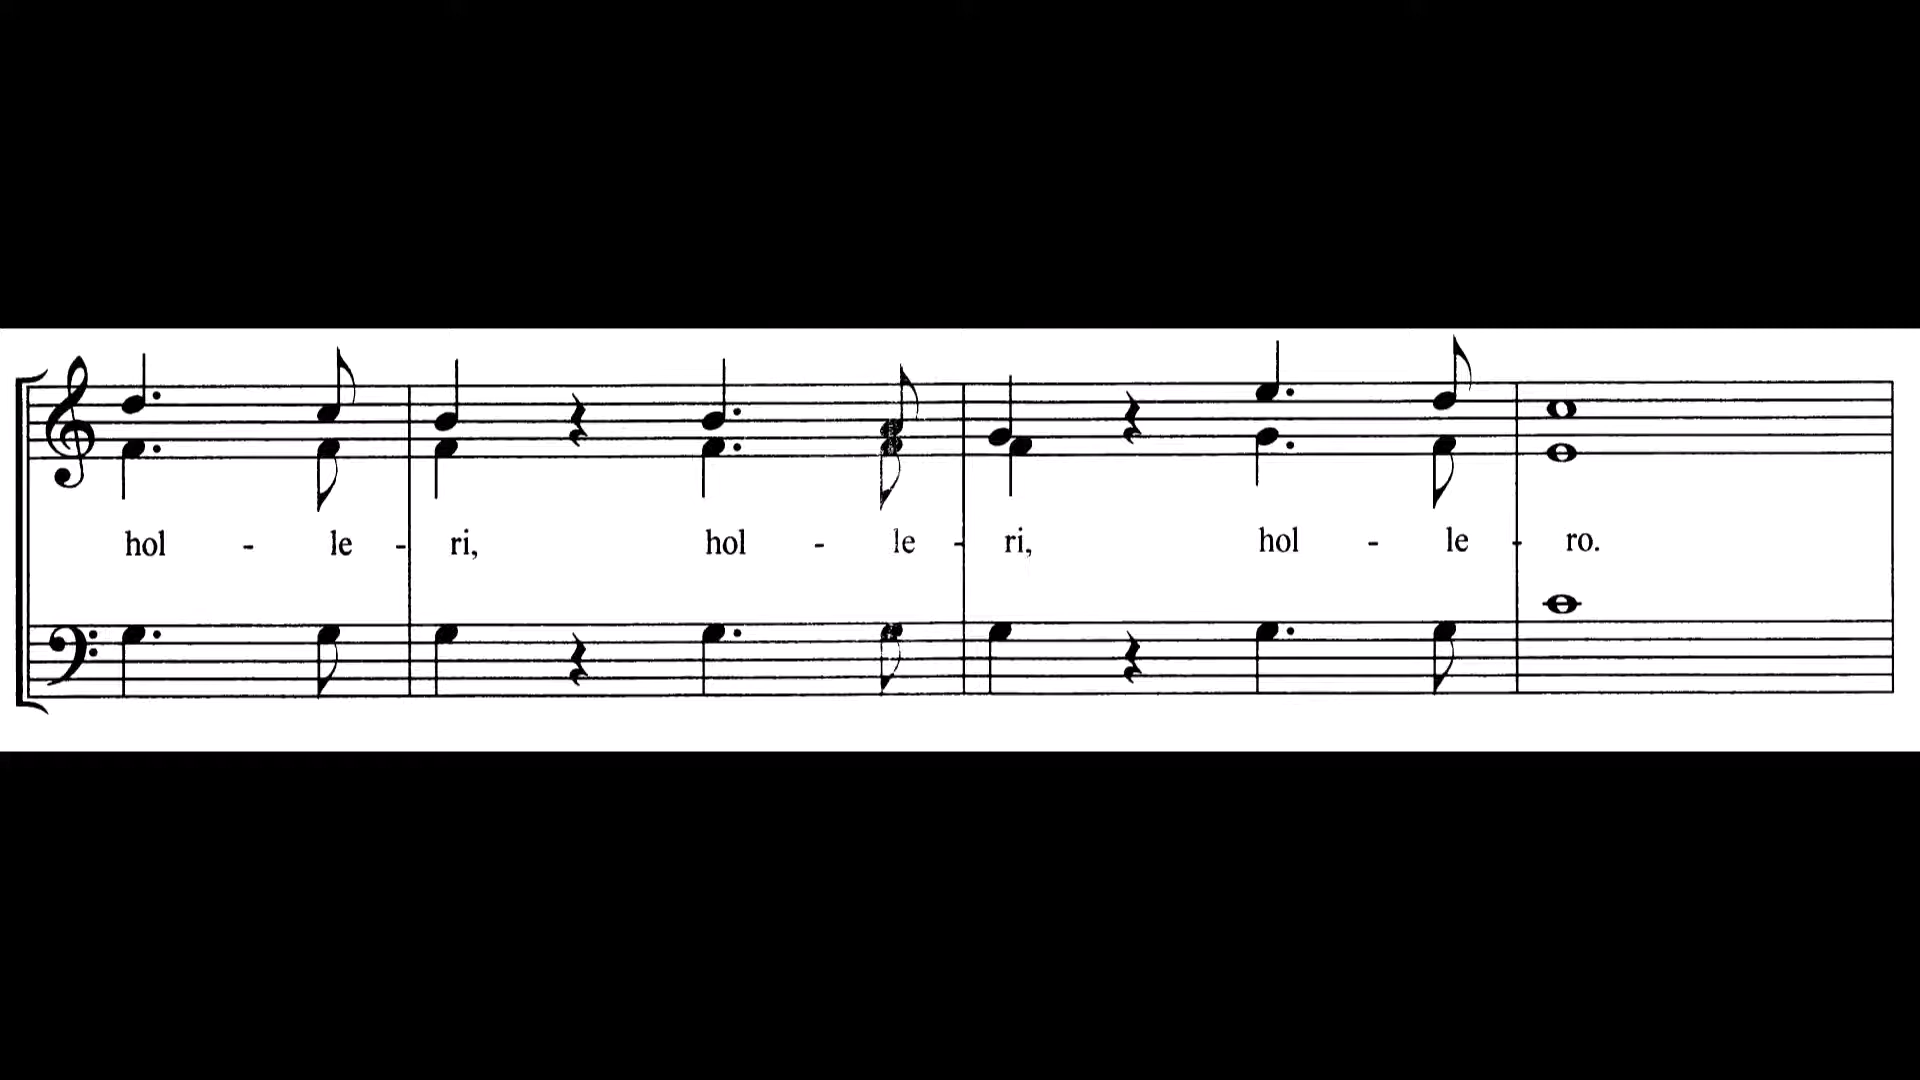 hol - le - ri, hol - le - ri, hol - le - ro.